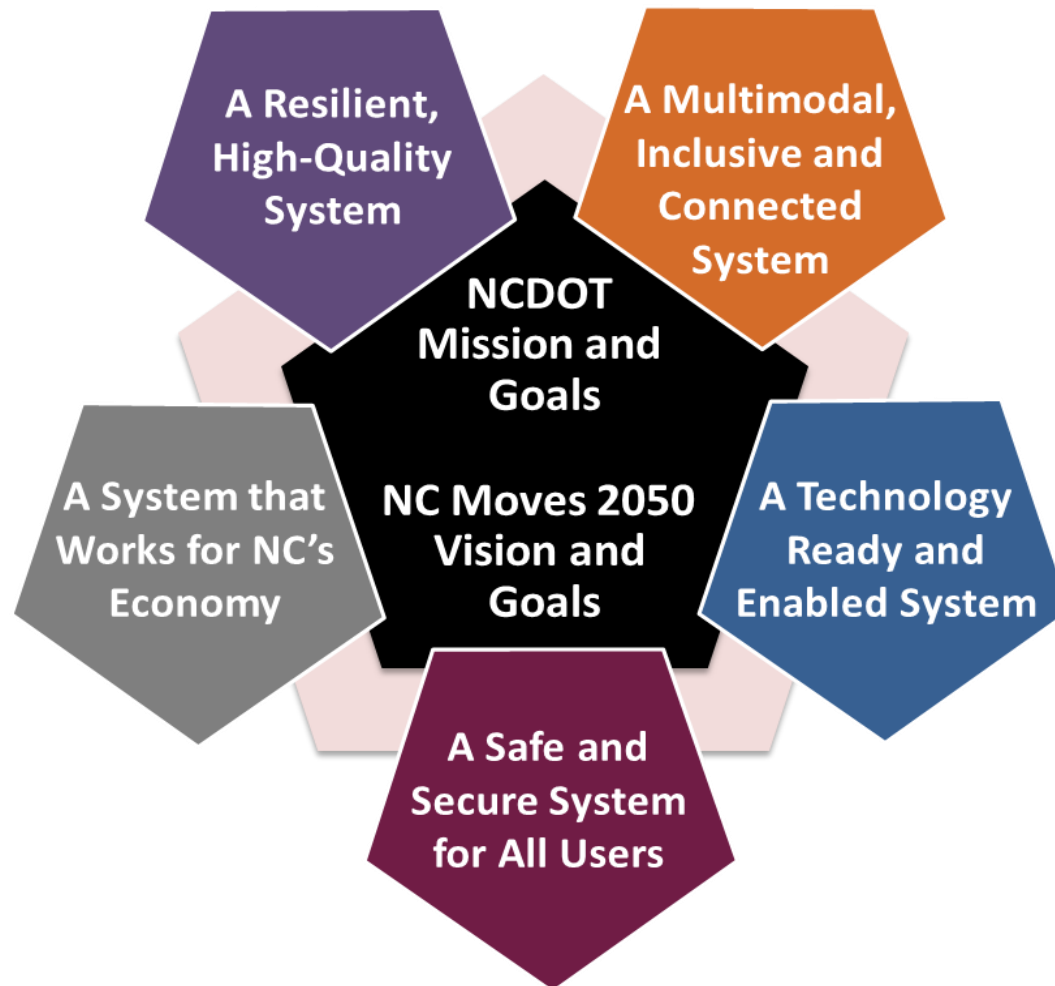 A Resilient,
High-Quality
System
A Multimodal,
Inclusive and
Connected
System
NCDOT
Mission and
Goals
NC Moves 2050
Vision and
Goals
A System that
Works for NC’s
Economy
A Technology
Ready and
Enabled System
A Safe and
Secure System
for All Users